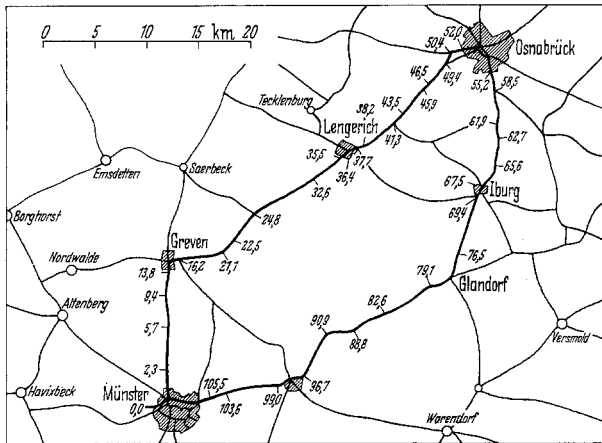 0 5 10 15 20
km
50,4
52,0
Osnabrück
46,5
49,4
55,2
58,5
Tecklenburg
43,5
45,9
38,2
Lengerich
61,9
41,3
62,7
35,5
37,7
36,4
65,6
Emsdetten
Saerbeck
32,6
67,5
Iburg
69,4
Borghorst
24,8
Greven
22,5
Nordwalde
16,2
21,1
76,5
13,8
79,1
Glandorf
9,4
82,6
Altenberg
90,9
5,7
88,8
Versmold
2,3
Havixbeck
Münster
105,5
96,7
0,0
103,6
99,0
Warendorf